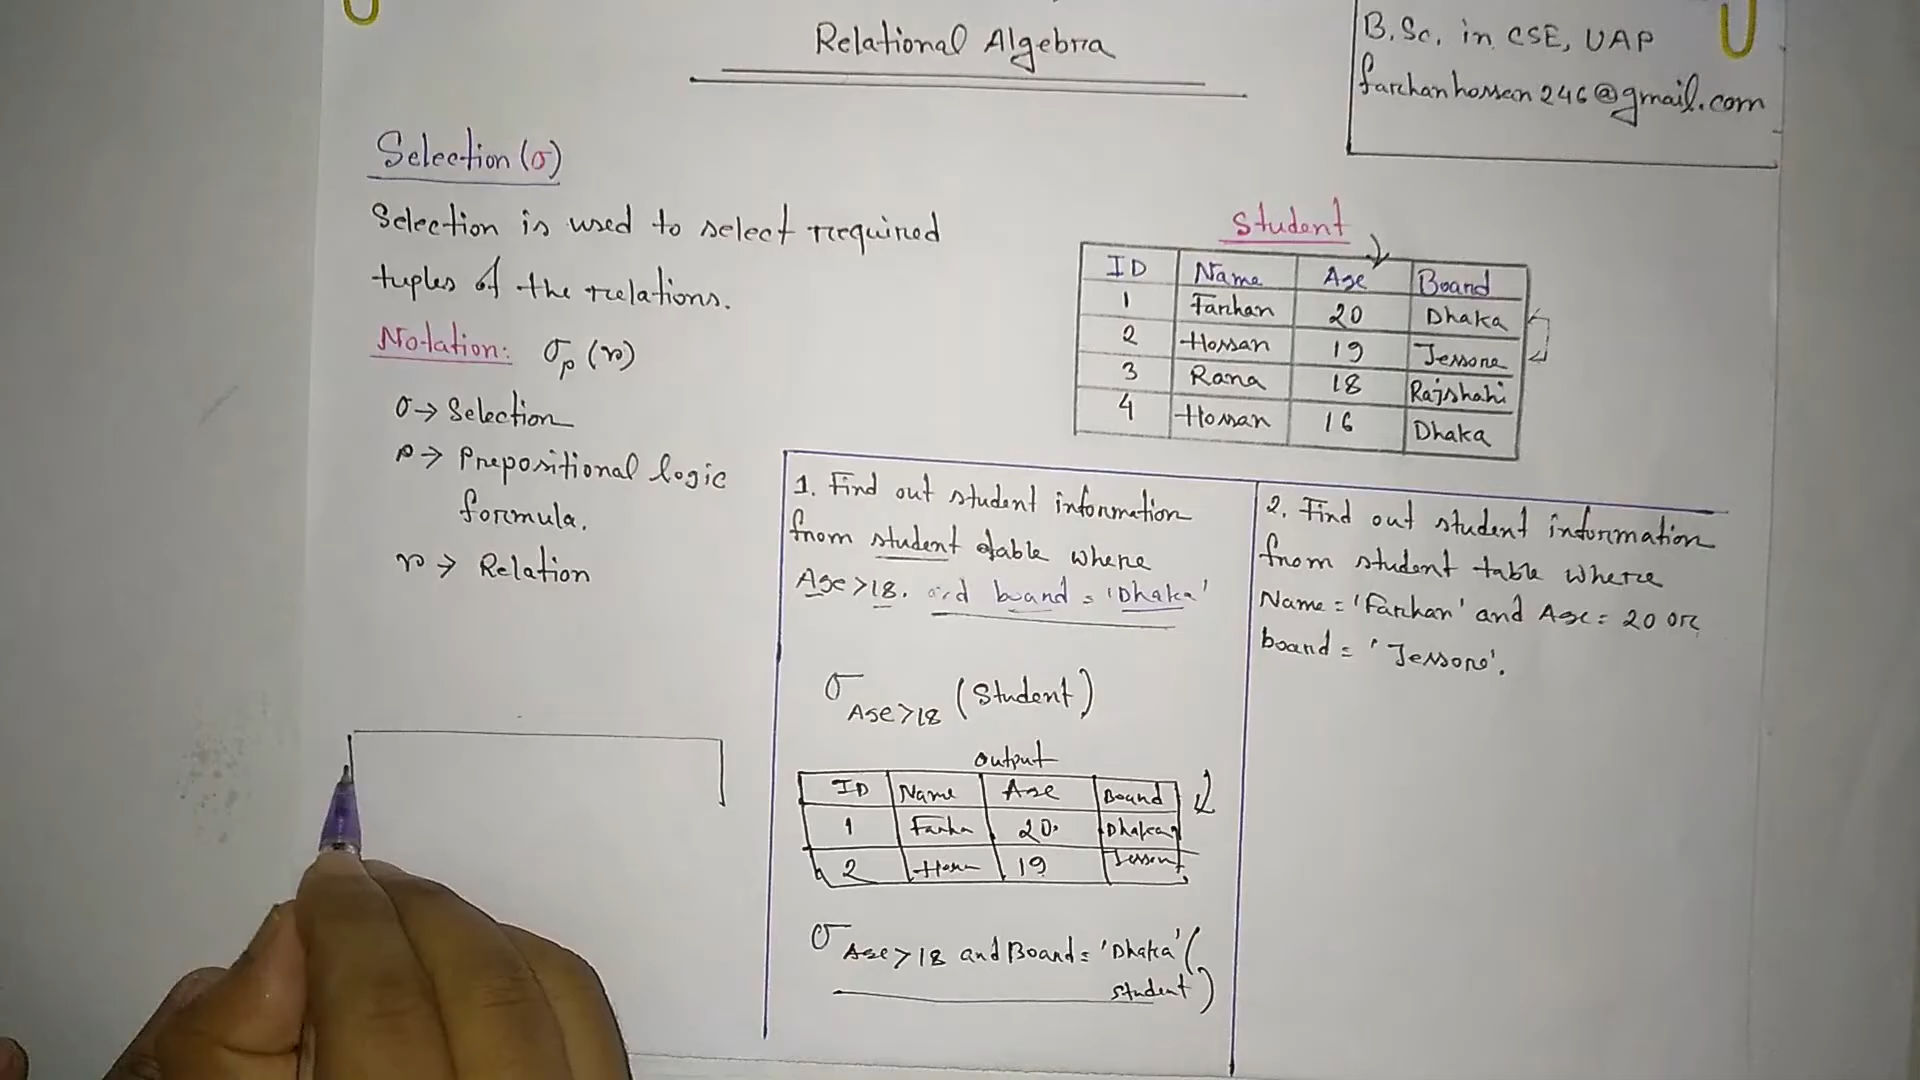 Relational Algebra
B.Sc. in CSE, UAP
farhanhossan246@gmail.com
Selection (σ)
Selection is used to select required
tuples of the relations.
Notation: σp (r)
σ → Selection
p → Prepositional logic
formula.
r → Relation
Student
ID Name Age Board
1 Farhan 20 Dhaka
2 Hossan 19 Jessore
3 Rana 18 Rajshahi
4 Hossan 16 Dhaka
1. Find out student information
from student table where
Age > 18. and board = 'Dhaka'
σ Age > 18 (Student)
output
ID Name Age Board
1 Farha 20 Dhaka
2 19
σ Age > 18 and Board = 'Dhaka' (
student)
2. Find out student information
from student table where
Name = 'Farhan' and Age = 20 or
board = 'Jessore'.